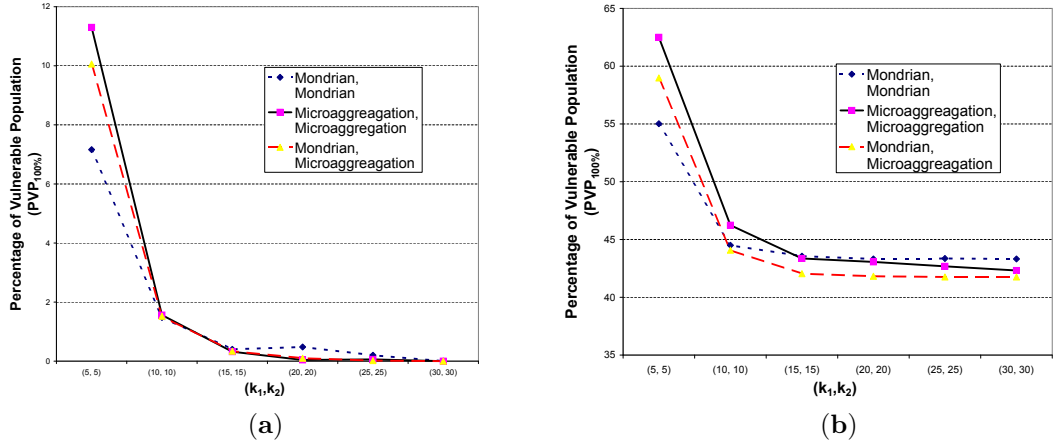 12
10
8
6
4
2
0
Percentage of Vulnerable Population
(PVP100%)
Mondrian,
Mondrian
Microaggreagation,
Microaggregation
Mondrian,
Microaggreagation
(5, 5) (10, 10) (15, 15) (20, 20) (25, 25) (30, 30)
(k1,k2)
(a)
65
60
55
50
45
40
35
Percentage of Vulnerable Population
(PVP100%)
Mondrian,
Mondrian
Microaggreagation,
Microaggregation
Mondrian,
Microaggreagation
(5, 5) (10, 10) (15, 15) (20, 20) (25, 25) (30, 30)
(k1,k2)
(b)